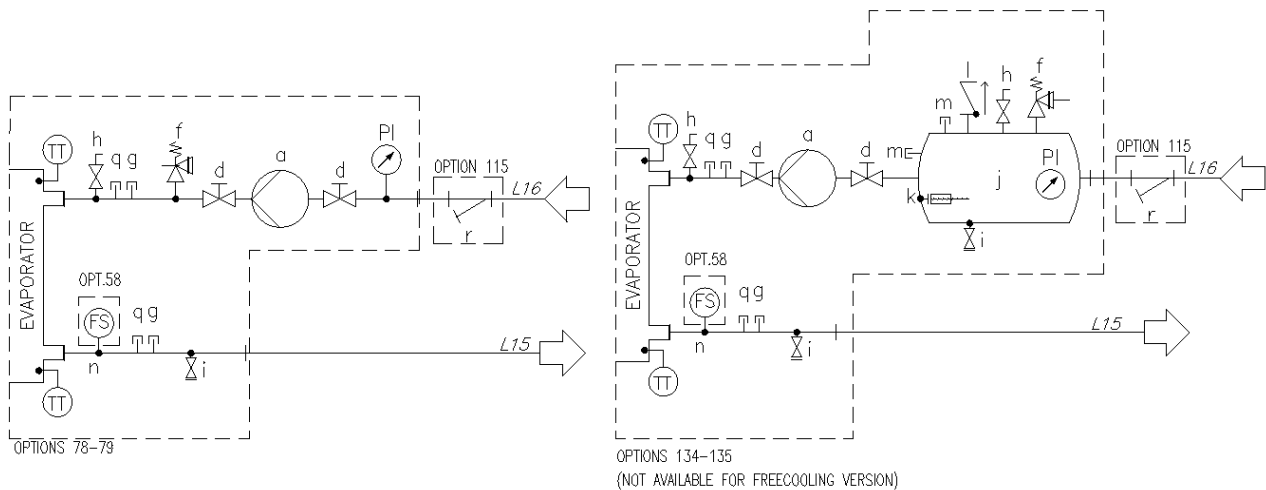 TT
h
q g
f
d
a
d
PI
OPTION 115
L16
r
EVAPORATOR
OPT.58
FS
n
q g
i
L15
TT
OPTIONS 78-79
TT
h
q g
d
a
d
m
m
l
h
f
PI
j
k
i
OPTION 115
L16
r
EVAPORATOR
OPT.58
FS
n
q g
i
L15
TT
OPTIONS 134-135
(NOT AVAILABLE FOR FREECOOLING VERSION)